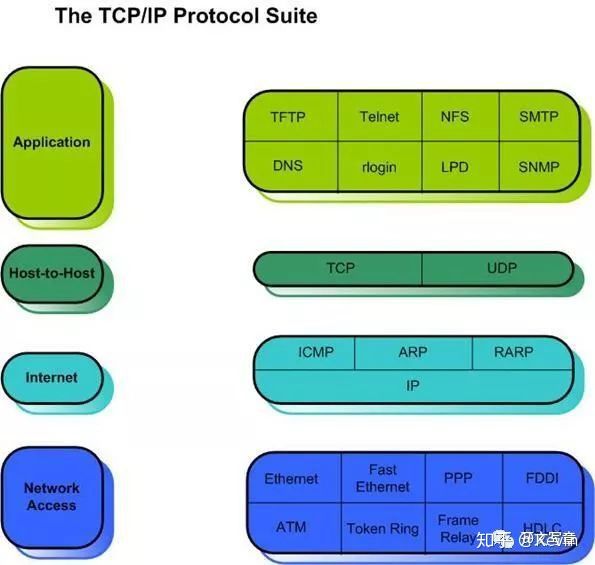 The TCP/IP Protocol Suite
Application
TFTP Telnet NFS SMTP
DNS rlogin LPD SNMP
Host-to-Host
TCP UDP
ICMP ARP RARP
Internet
IP
Ethernet Fast Ethernet PPP FDDI
Network Access
ATM Token Ring Frame Relay HDLC
知乎